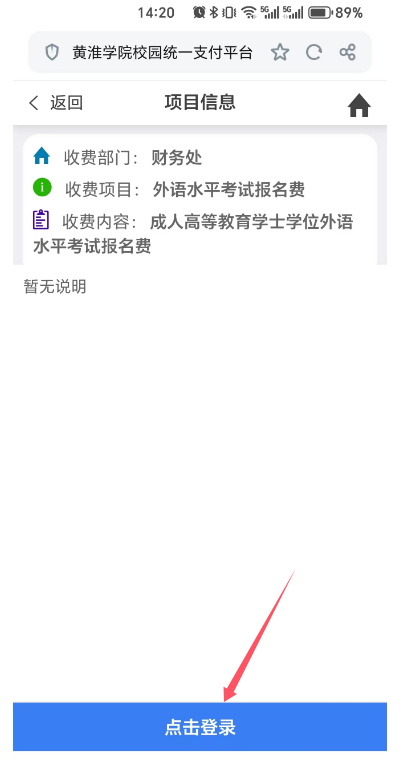 14:20 5G 5G 89%
黄淮学院校园统一支付平台
返回 项目信息
收费部门： 财务处
收费项目： 外语水平考试报名费
收费内容： 成人高等教育学士学位外语
水平考试报名费
暂无说明
点击登录